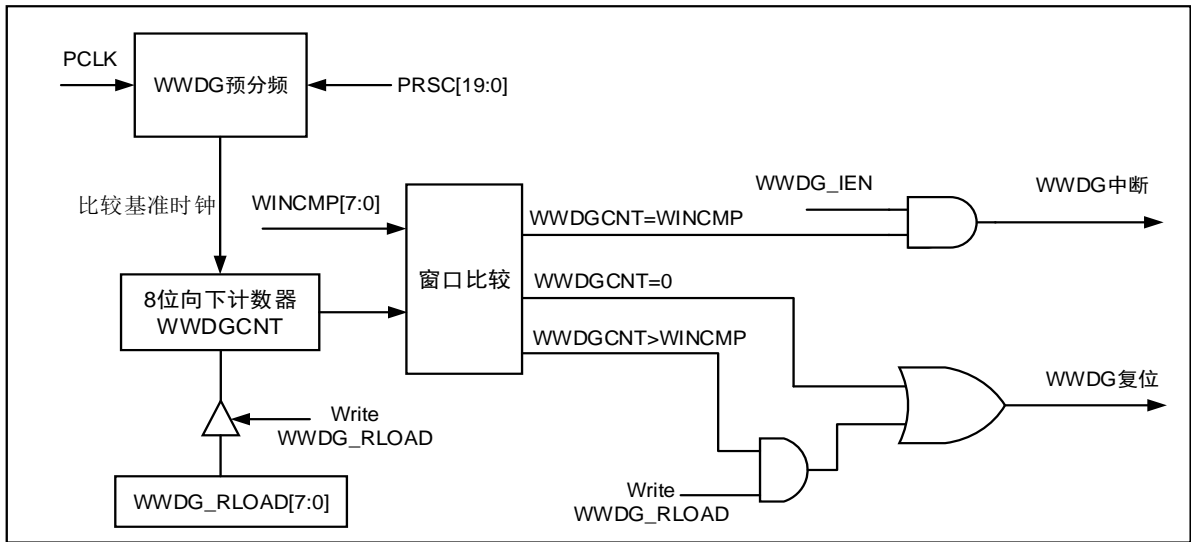 PCLK
WWDG预分频
PRSC[19:0]
比较基准时钟
WINCMP[7:0]
WWDG_IEN
WWDG中断
WWDGCNT=WINCMP
窗口比较
WWDGCNT=0
8位向下计数器
WWDGCNT
WWDGCNT>WINCMP
WWDG复位
Write
WWDG_RLOAD
WWDG_RLOAD[7:0]
Write
WWDG_RLOAD